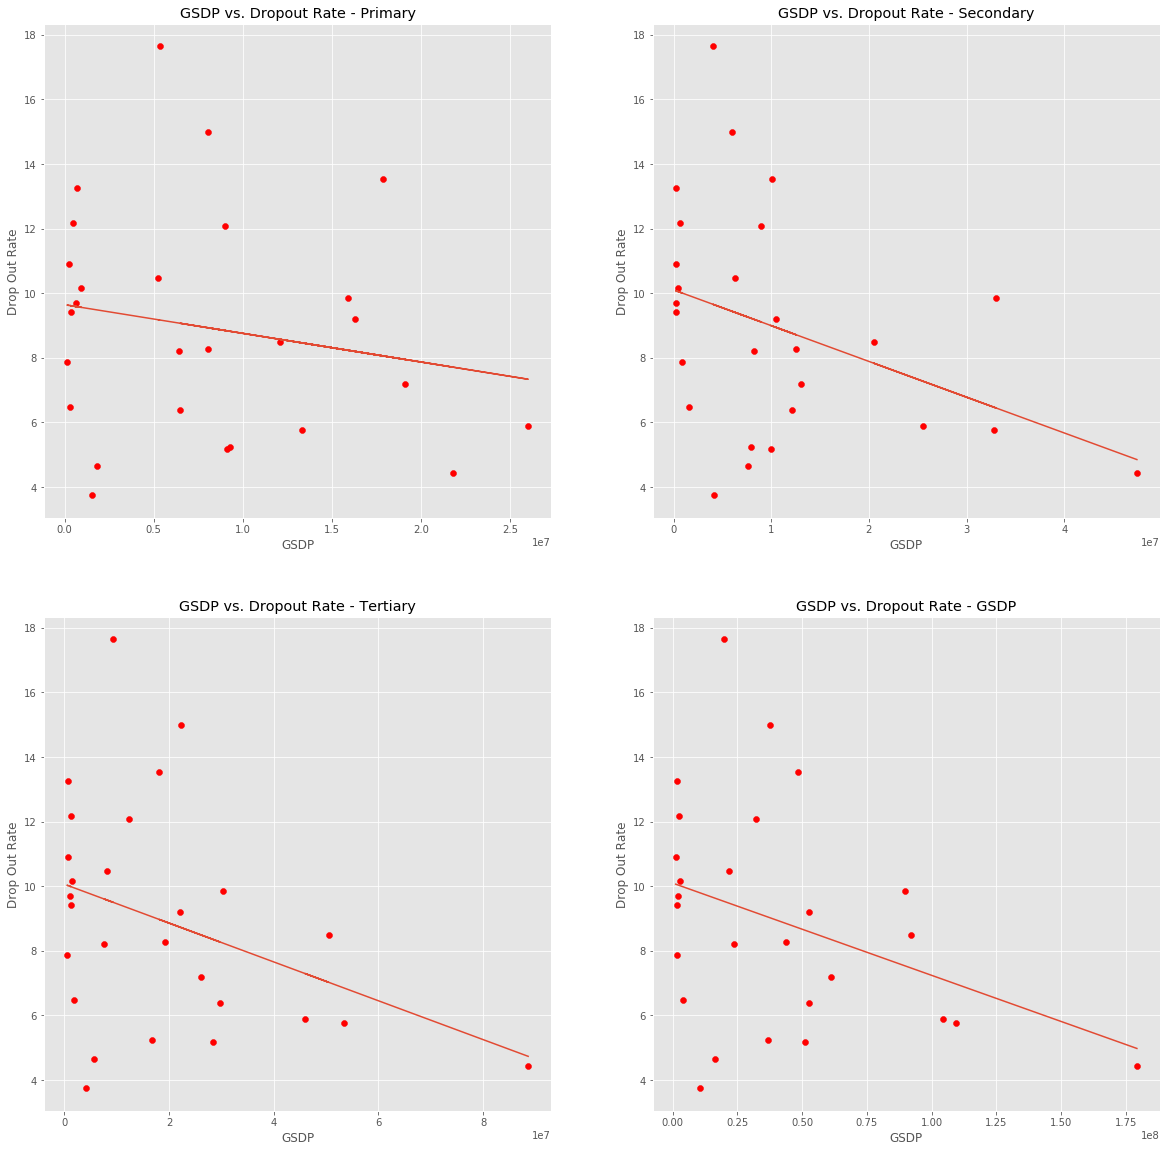 GSDP vs. Dropout Rate - Primary
18
16
14
12
10
8
6
4
Drop Out Rate
0.0 0.5 1.0 1.5 2.0 2.5
1e7
GSDP
GSDP vs. Dropout Rate - Secondary
18
16
14
12
10
8
6
4
Drop Out Rate
0 1 2 3 4
1e7
GSDP
GSDP vs. Dropout Rate - Tertiary
18
16
14
12
10
8
6
4
Drop Out Rate
0 2 4 6 8
1e7
GSDP
GSDP vs. Dropout Rate - GSDP
18
16
14
12
10
8
6
4
Drop Out Rate
0.00 0.25 0.50 0.75 1.00 1.25 1.50 1.75
1e8
GSDP